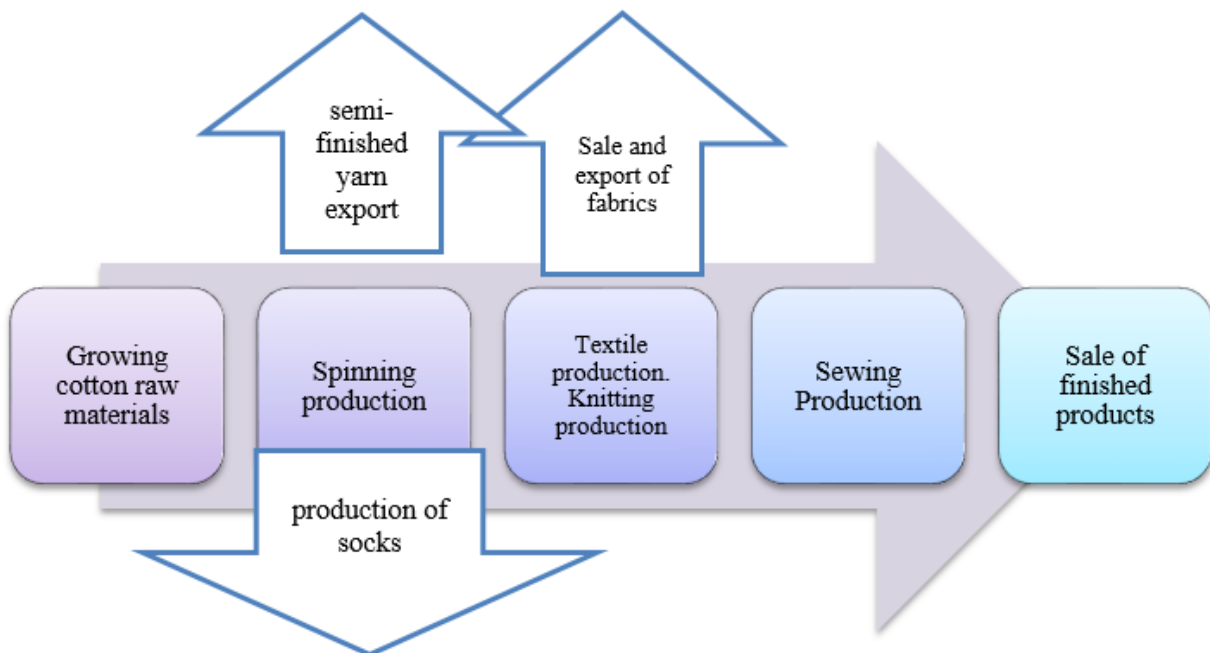 semi-
finished
yarn
export
Sale and
export of
fabrics
Growing
cotton raw
materials
Spinning
production
Textile
production.
Knitting
production
Sewing
Production
Sale of
finished
products
production of
socks